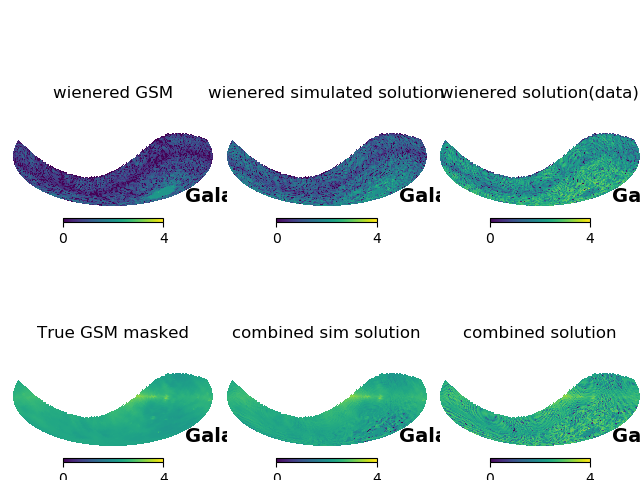 wienered GSM
wienered simulated solution
wienered solution(data)
Gala
Gala
Ga
0 4
0 4
0 4
True GSM masked
combined sim solution
combined solution
Gala
Gala
Ga
0 4
0 4
0 4